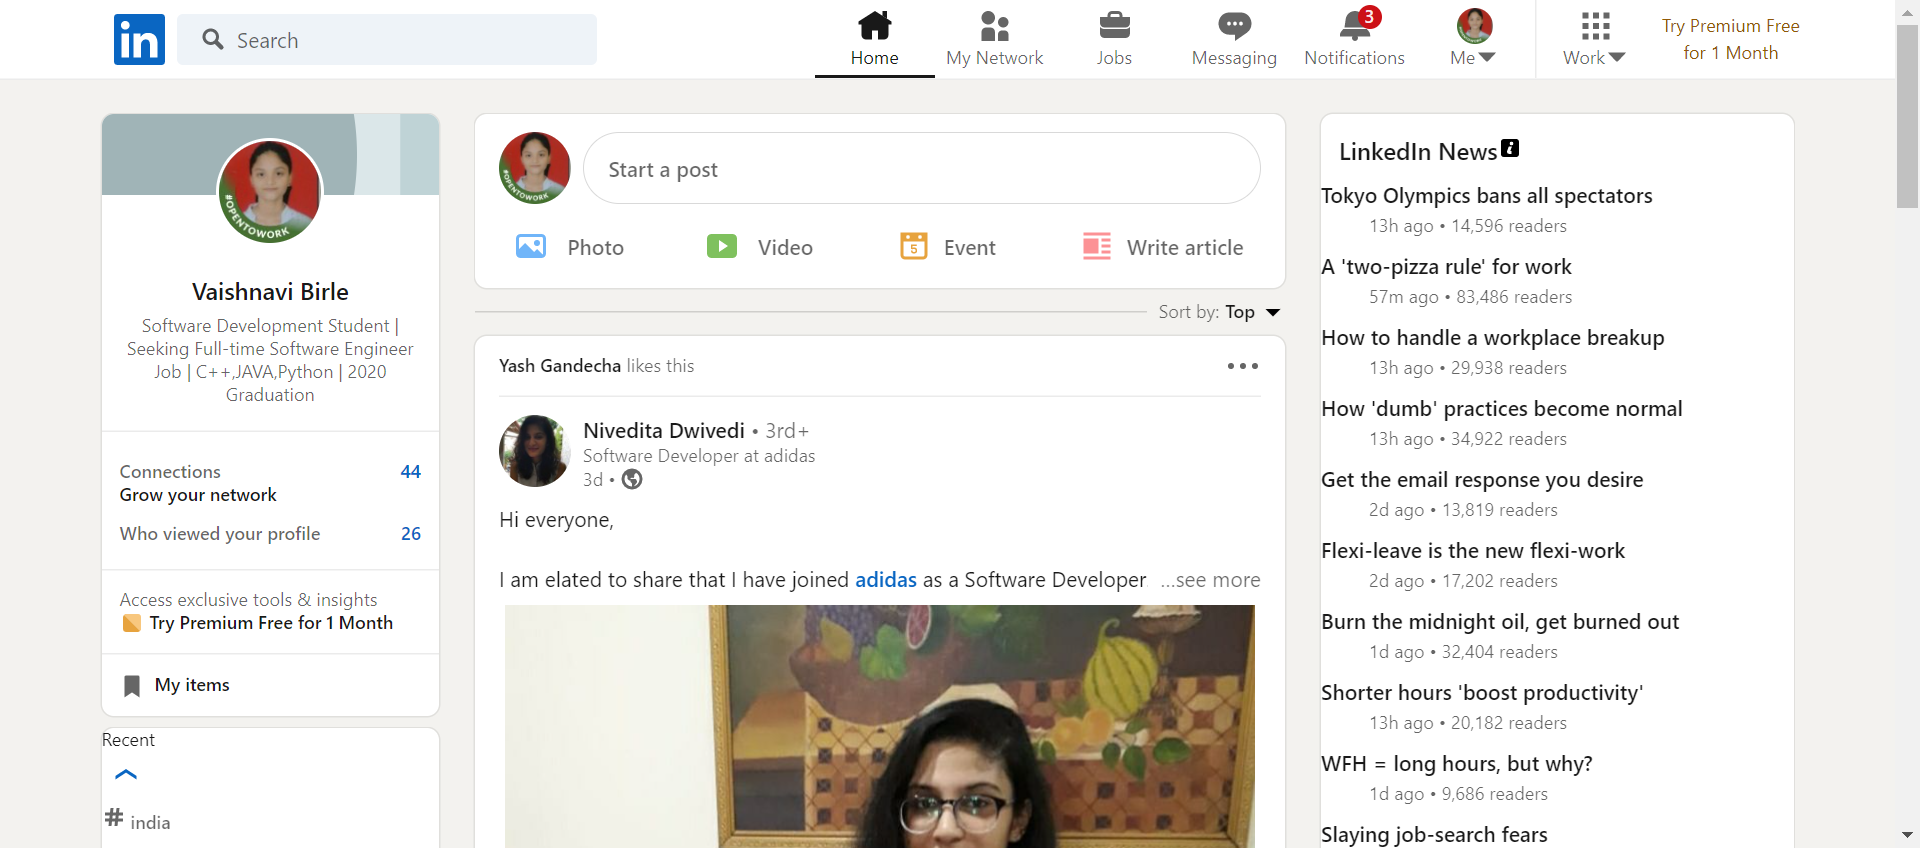 in
Search
Home
My Network
Jobs
Messaging
3
Notifications
Me
Work
Try Premium Free
for 1 Month
#OPENTOWORK
Vaishnavi Birle
Software Development Student |
Seeking Full-time Software Engineer
Job | C++,JAVA,Python | 2020
Graduation
Connections 44
Grow your network
Who viewed your profile 26
Access exclusive tools & insights
Try Premium Free for 1 Month
My items
Recent
# india
#OPENTOWORK
Start a post
Photo
Video
5
Event
Write article
Sort by: Top
Yash Gandecha likes this
Nivedita Dwivedi • 3rd+
Software Developer at adidas
3d •
Hi everyone,
I am elated to share that I have joined adidas as a Software Developer ...see more
LinkedIn News
Tokyo Olympics bans all spectators
13h ago • 14,596 readers
A 'two-pizza rule' for work
57m ago • 83,486 readers
How to handle a workplace breakup
13h ago • 29,938 readers
How 'dumb' practices become normal
13h ago • 34,922 readers
Get the email response you desire
2d ago • 13,819 readers
Flexi-leave is the new flexi-work
2d ago • 17,202 readers
Burn the midnight oil, get burned out
1d ago • 32,404 readers
Shorter hours 'boost productivity'
13h ago • 20,182 readers
WFH = long hours, but why?
1d ago • 9,686 readers
Slaying job-search fears